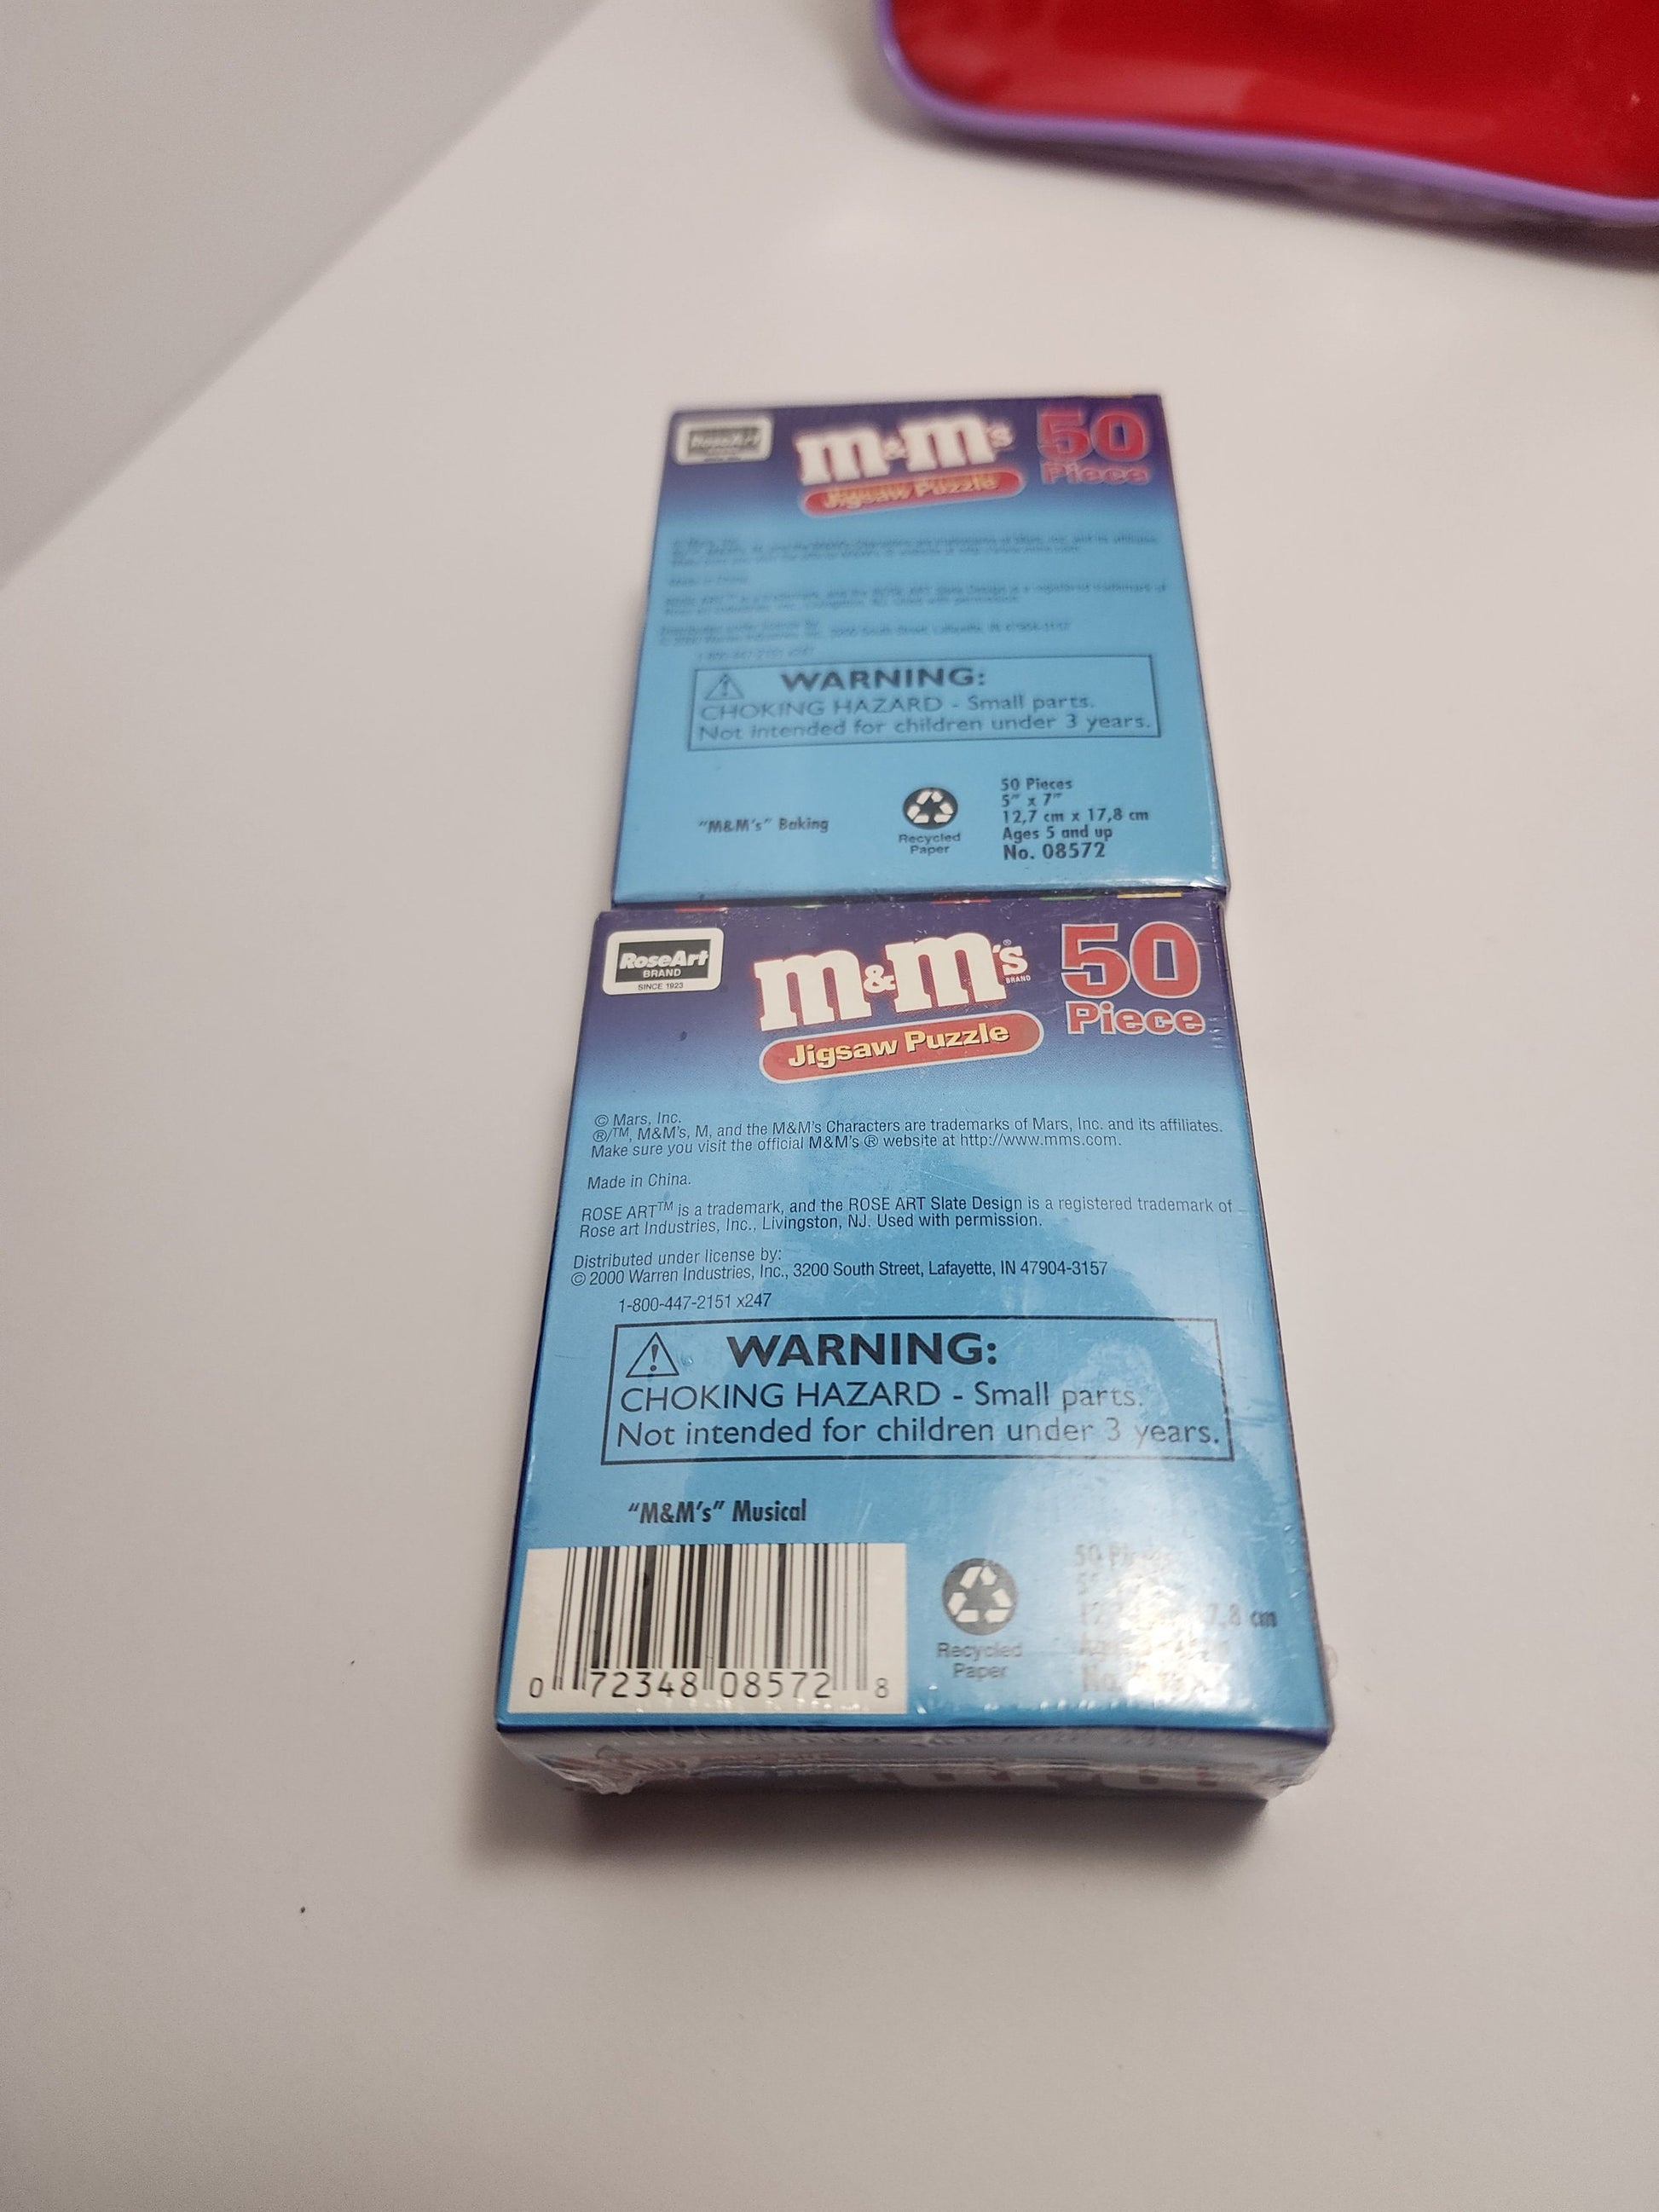 RoseArt
m&m's
50
Piece
Jigsaw Puzzle
WARNING:
CHOKING HAZARD - Small parts.
Not intended for children under 3 years.
"M&M's" Baking
Recycled
Paper
50 Pieces
5" x 7"
12,7 cm x 17,8 cm
Ages 5 and up
No. 08572
RoseArt
BRAND
SINCE 1923
m&m's®
BRAND
50
Piece
Jigsaw Puzzle
© Mars, Inc.
®/TM, M&M's, M, and the M&M's Characters are trademarks of Mars, Inc. and its affiliates.
Make sure you visit the official M&M's ® website at http://www.mms.com.
Made in China.
ROSE ART™ is a trademark, and the ROSE ART Slate Design is a registered trademark of
Rose art Industries, Inc., Livingston, NJ. Used with permission.
Distributed under license by:
© 2000 Warren Industries, Inc., 3200 South Street, Lafayette, IN 47904-3157
1-800-447-2151 x247
WARNING:
CHOKING HAZARD - Small parts.
Not intended for children under 3 years.
"M&M's" Musical
0 72348 08572 8
Recycled
Paper
50
7,8 cm
No.